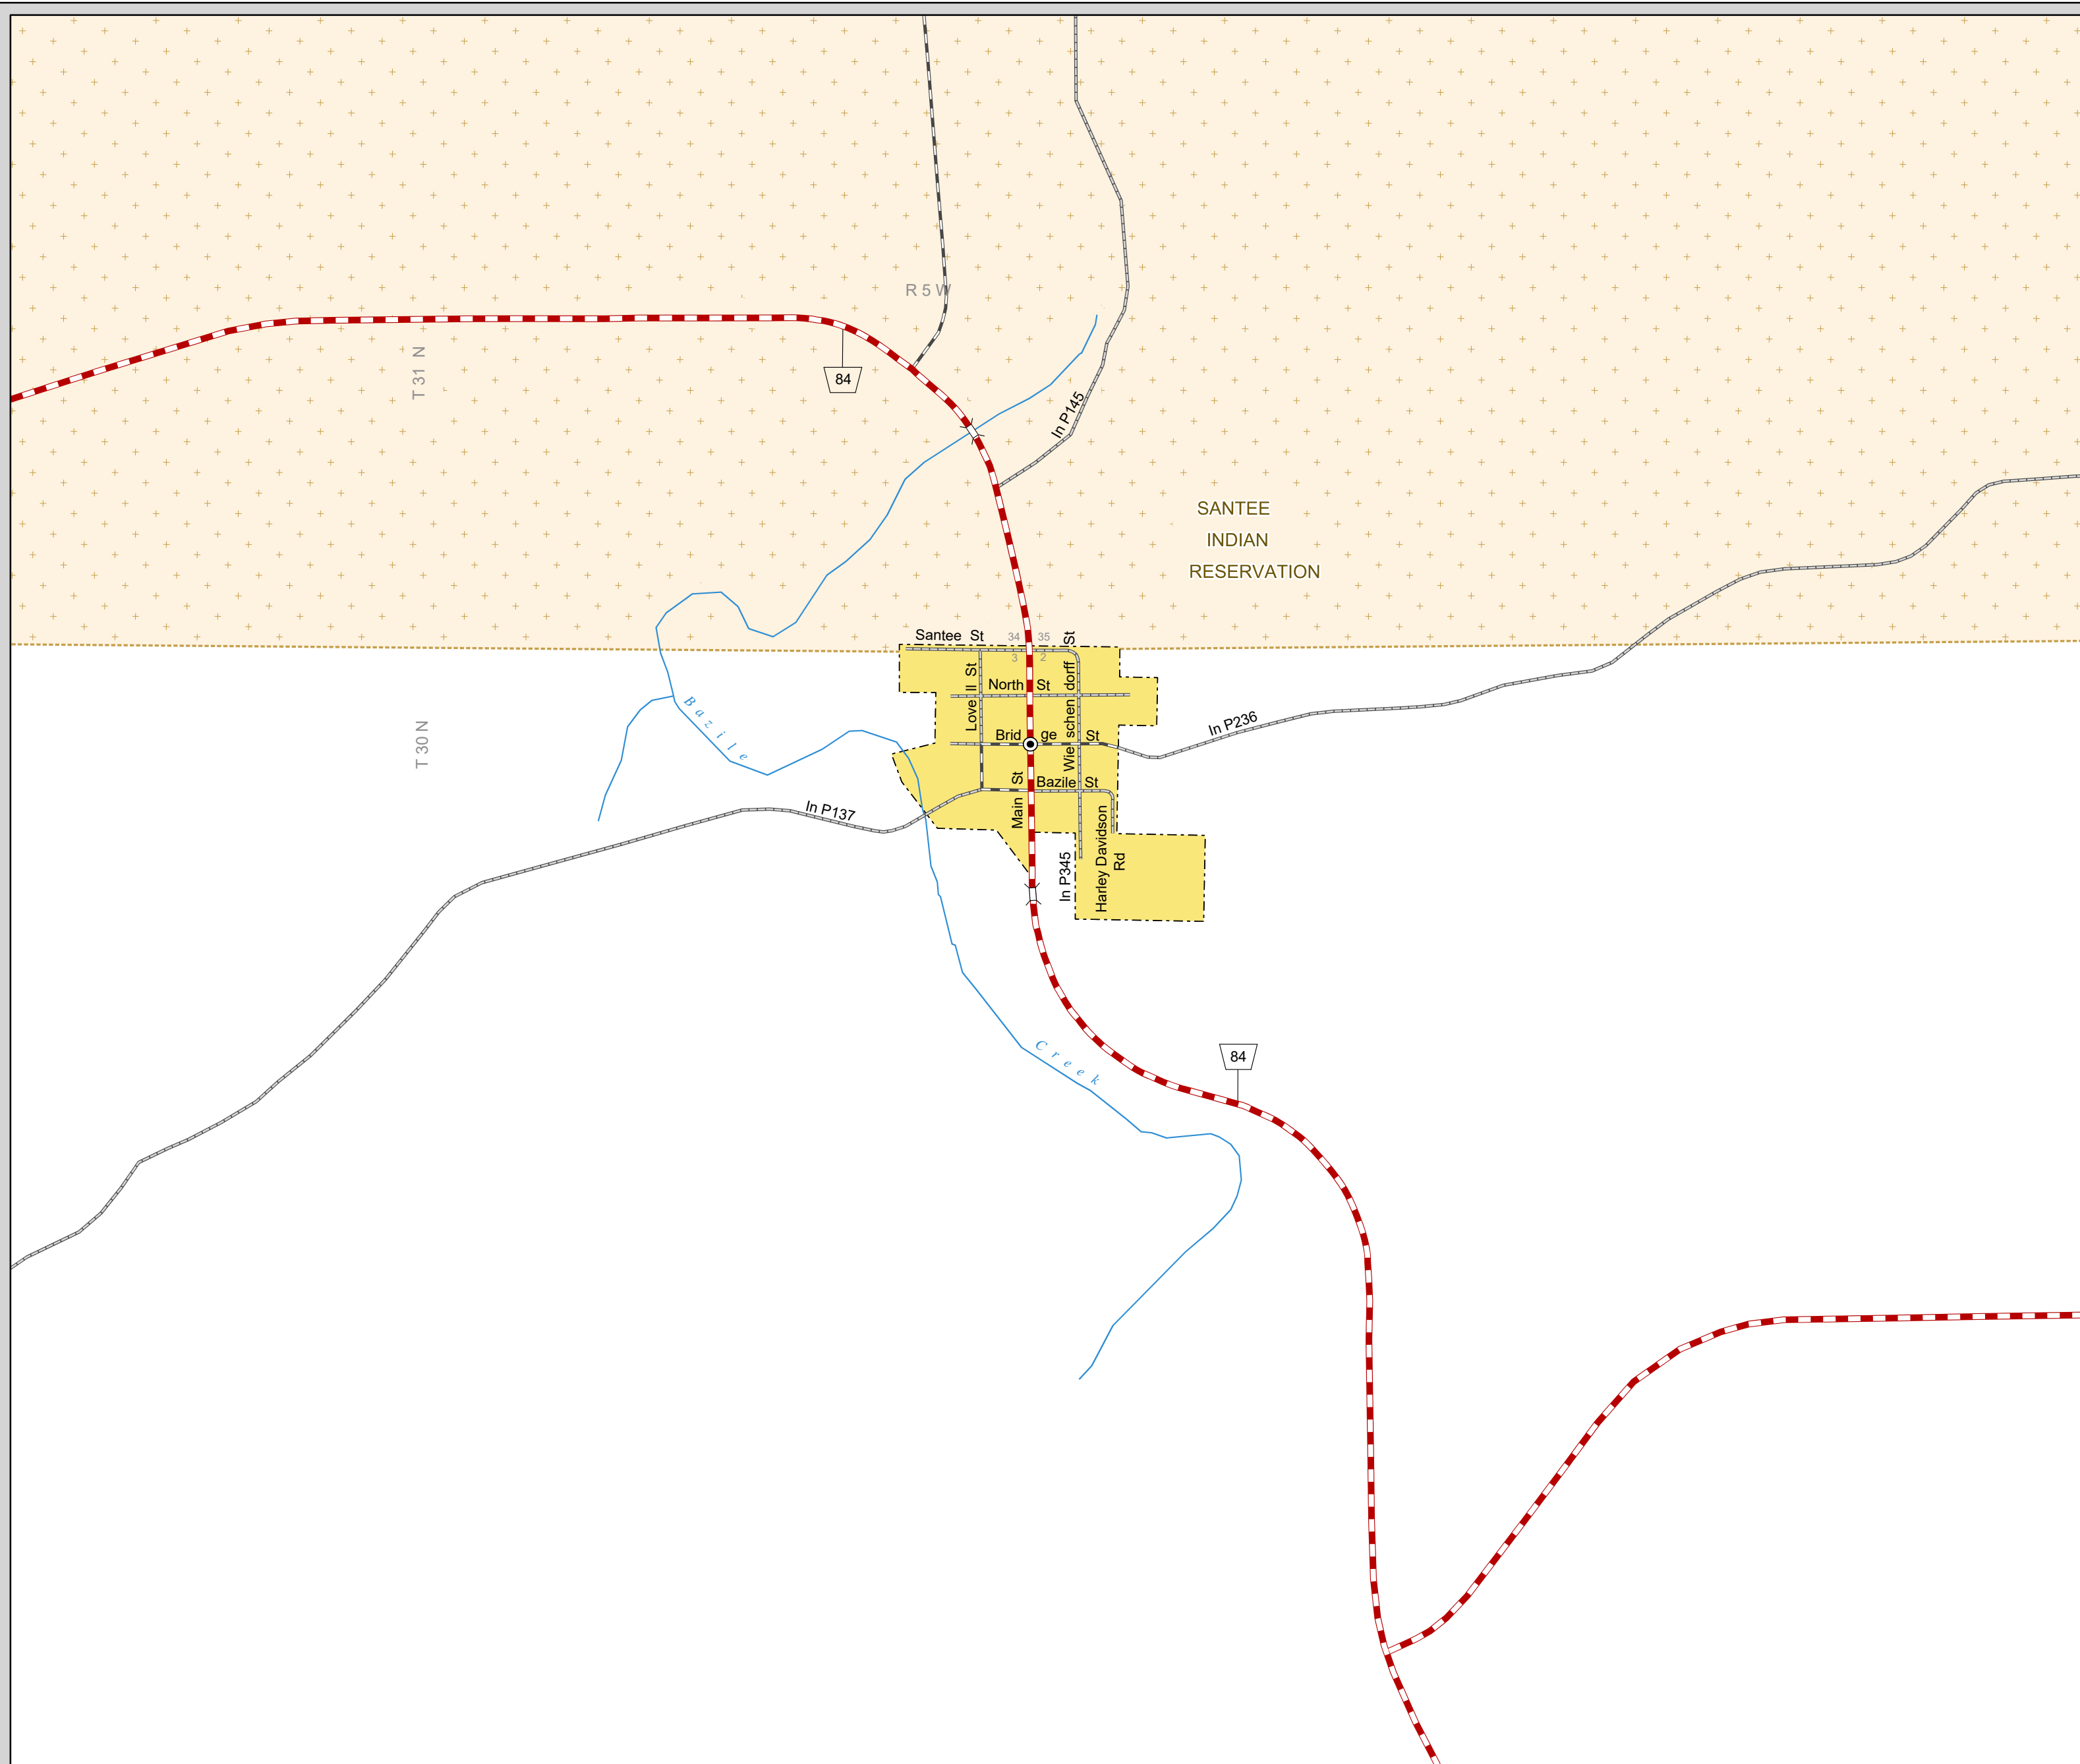 R 5 W
T 31 N
84
In P145
SANTEE
INDIAN
RESERVATION
Santee St
34
35
3
2
Love ll St
North St
Wie schen dorff St
Bazile
T 30 N
Brid ge St
In P236
Main St
Bazile St
In P137
In P345
Harley Davidson
Rd
Creek
84